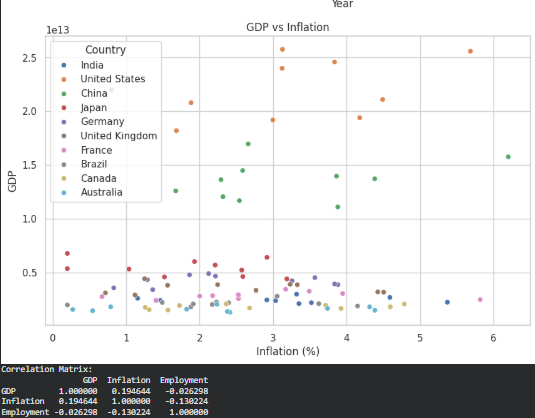 Year
GDP vs Inflation
1e13
Country
India
United States
China
Japan
Germany
United Kingdom
France
Brazil
Canada
Australia
2.5
2.0
1.5
1.0
0.5
GDP
0 1 2 3 4 5 6
Inflation (%)
Correlation Matrix:
GDP Inflation Employment
GDP 1.000000 0.194644 -0.026298
Inflation 0.194644 1.000000 -0.130224
Employment -0.026298 -0.130224 1.000000